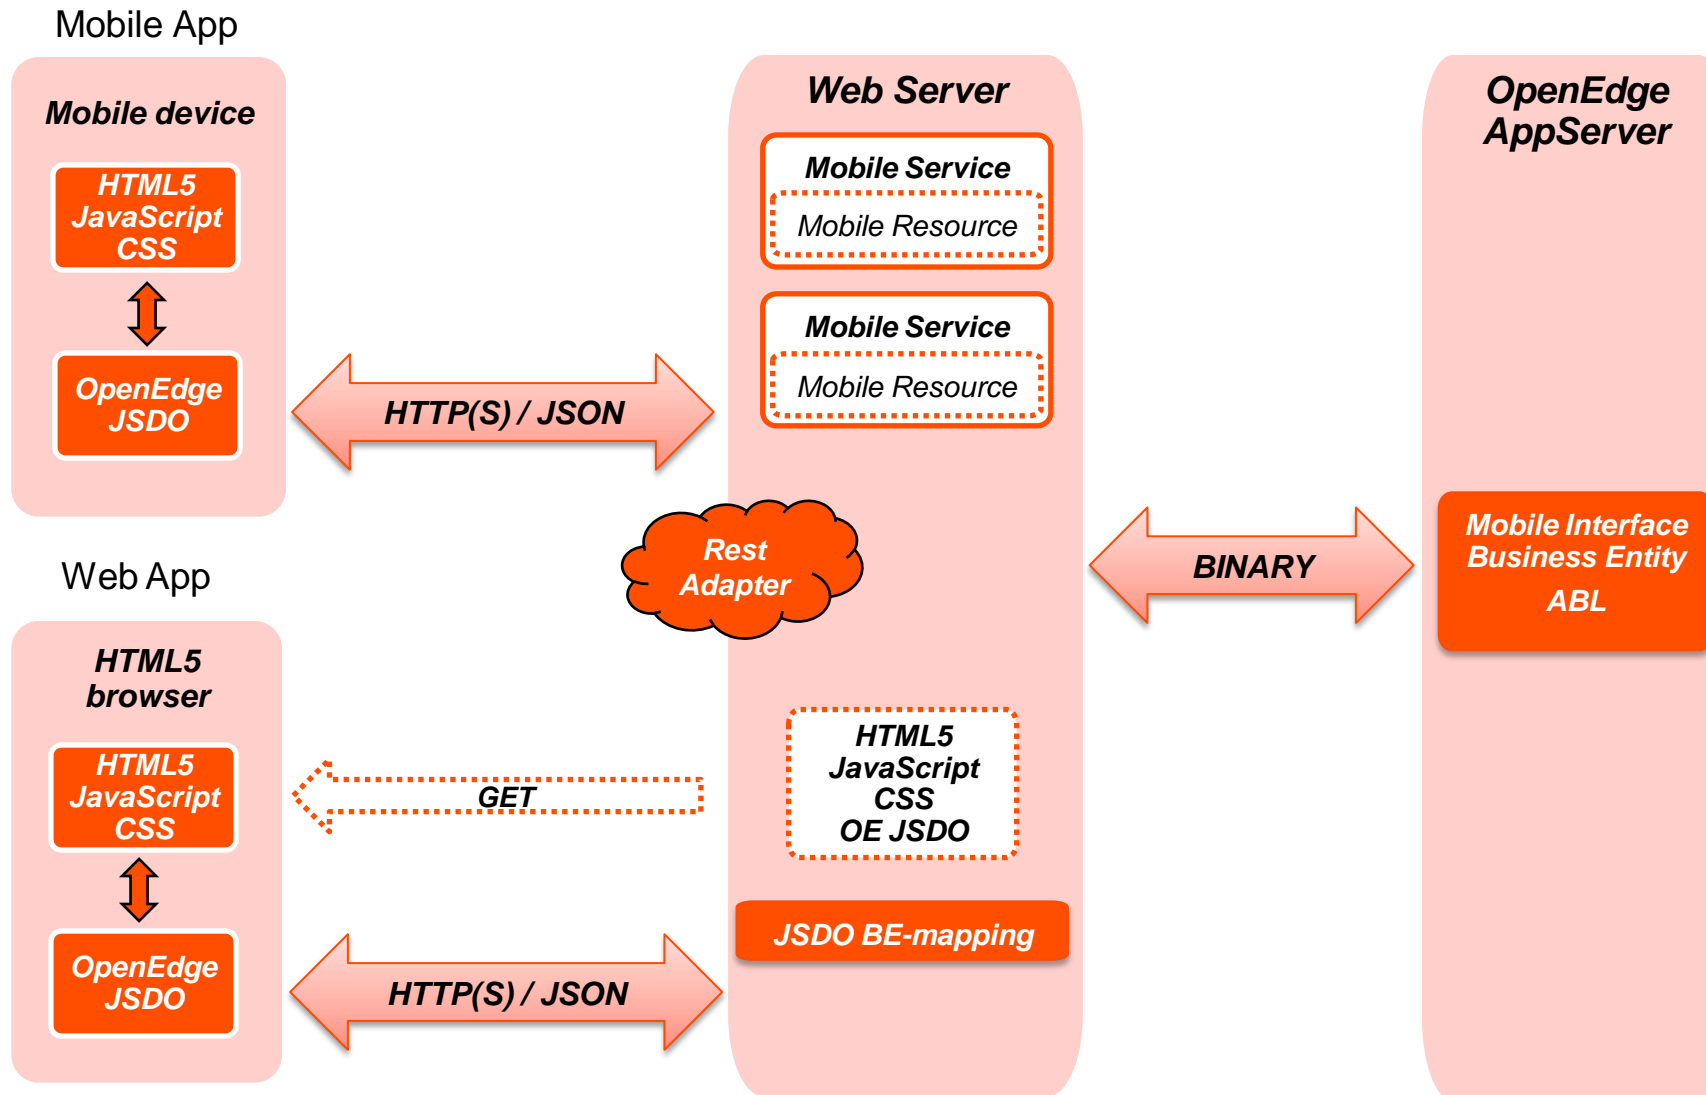 Mobile App
Mobile device
HTML5
JavaScript
CSS
OpenEdge
JSDO
HTTP(S) / JSON
Web App
HTML5
browser
HTML5
JavaScript
CSS
OpenEdge
JSDO
GET
HTTP(S) / JSON
Web Server
Mobile Service
Mobile Resource
Mobile Service
Mobile Resource
Rest
Adapter
HTML5
JavaScript
CSS
OE JSDO
JSDO BE-mapping
BINARY
OpenEdge
AppServer
Mobile Interface
Business Entity
ABL